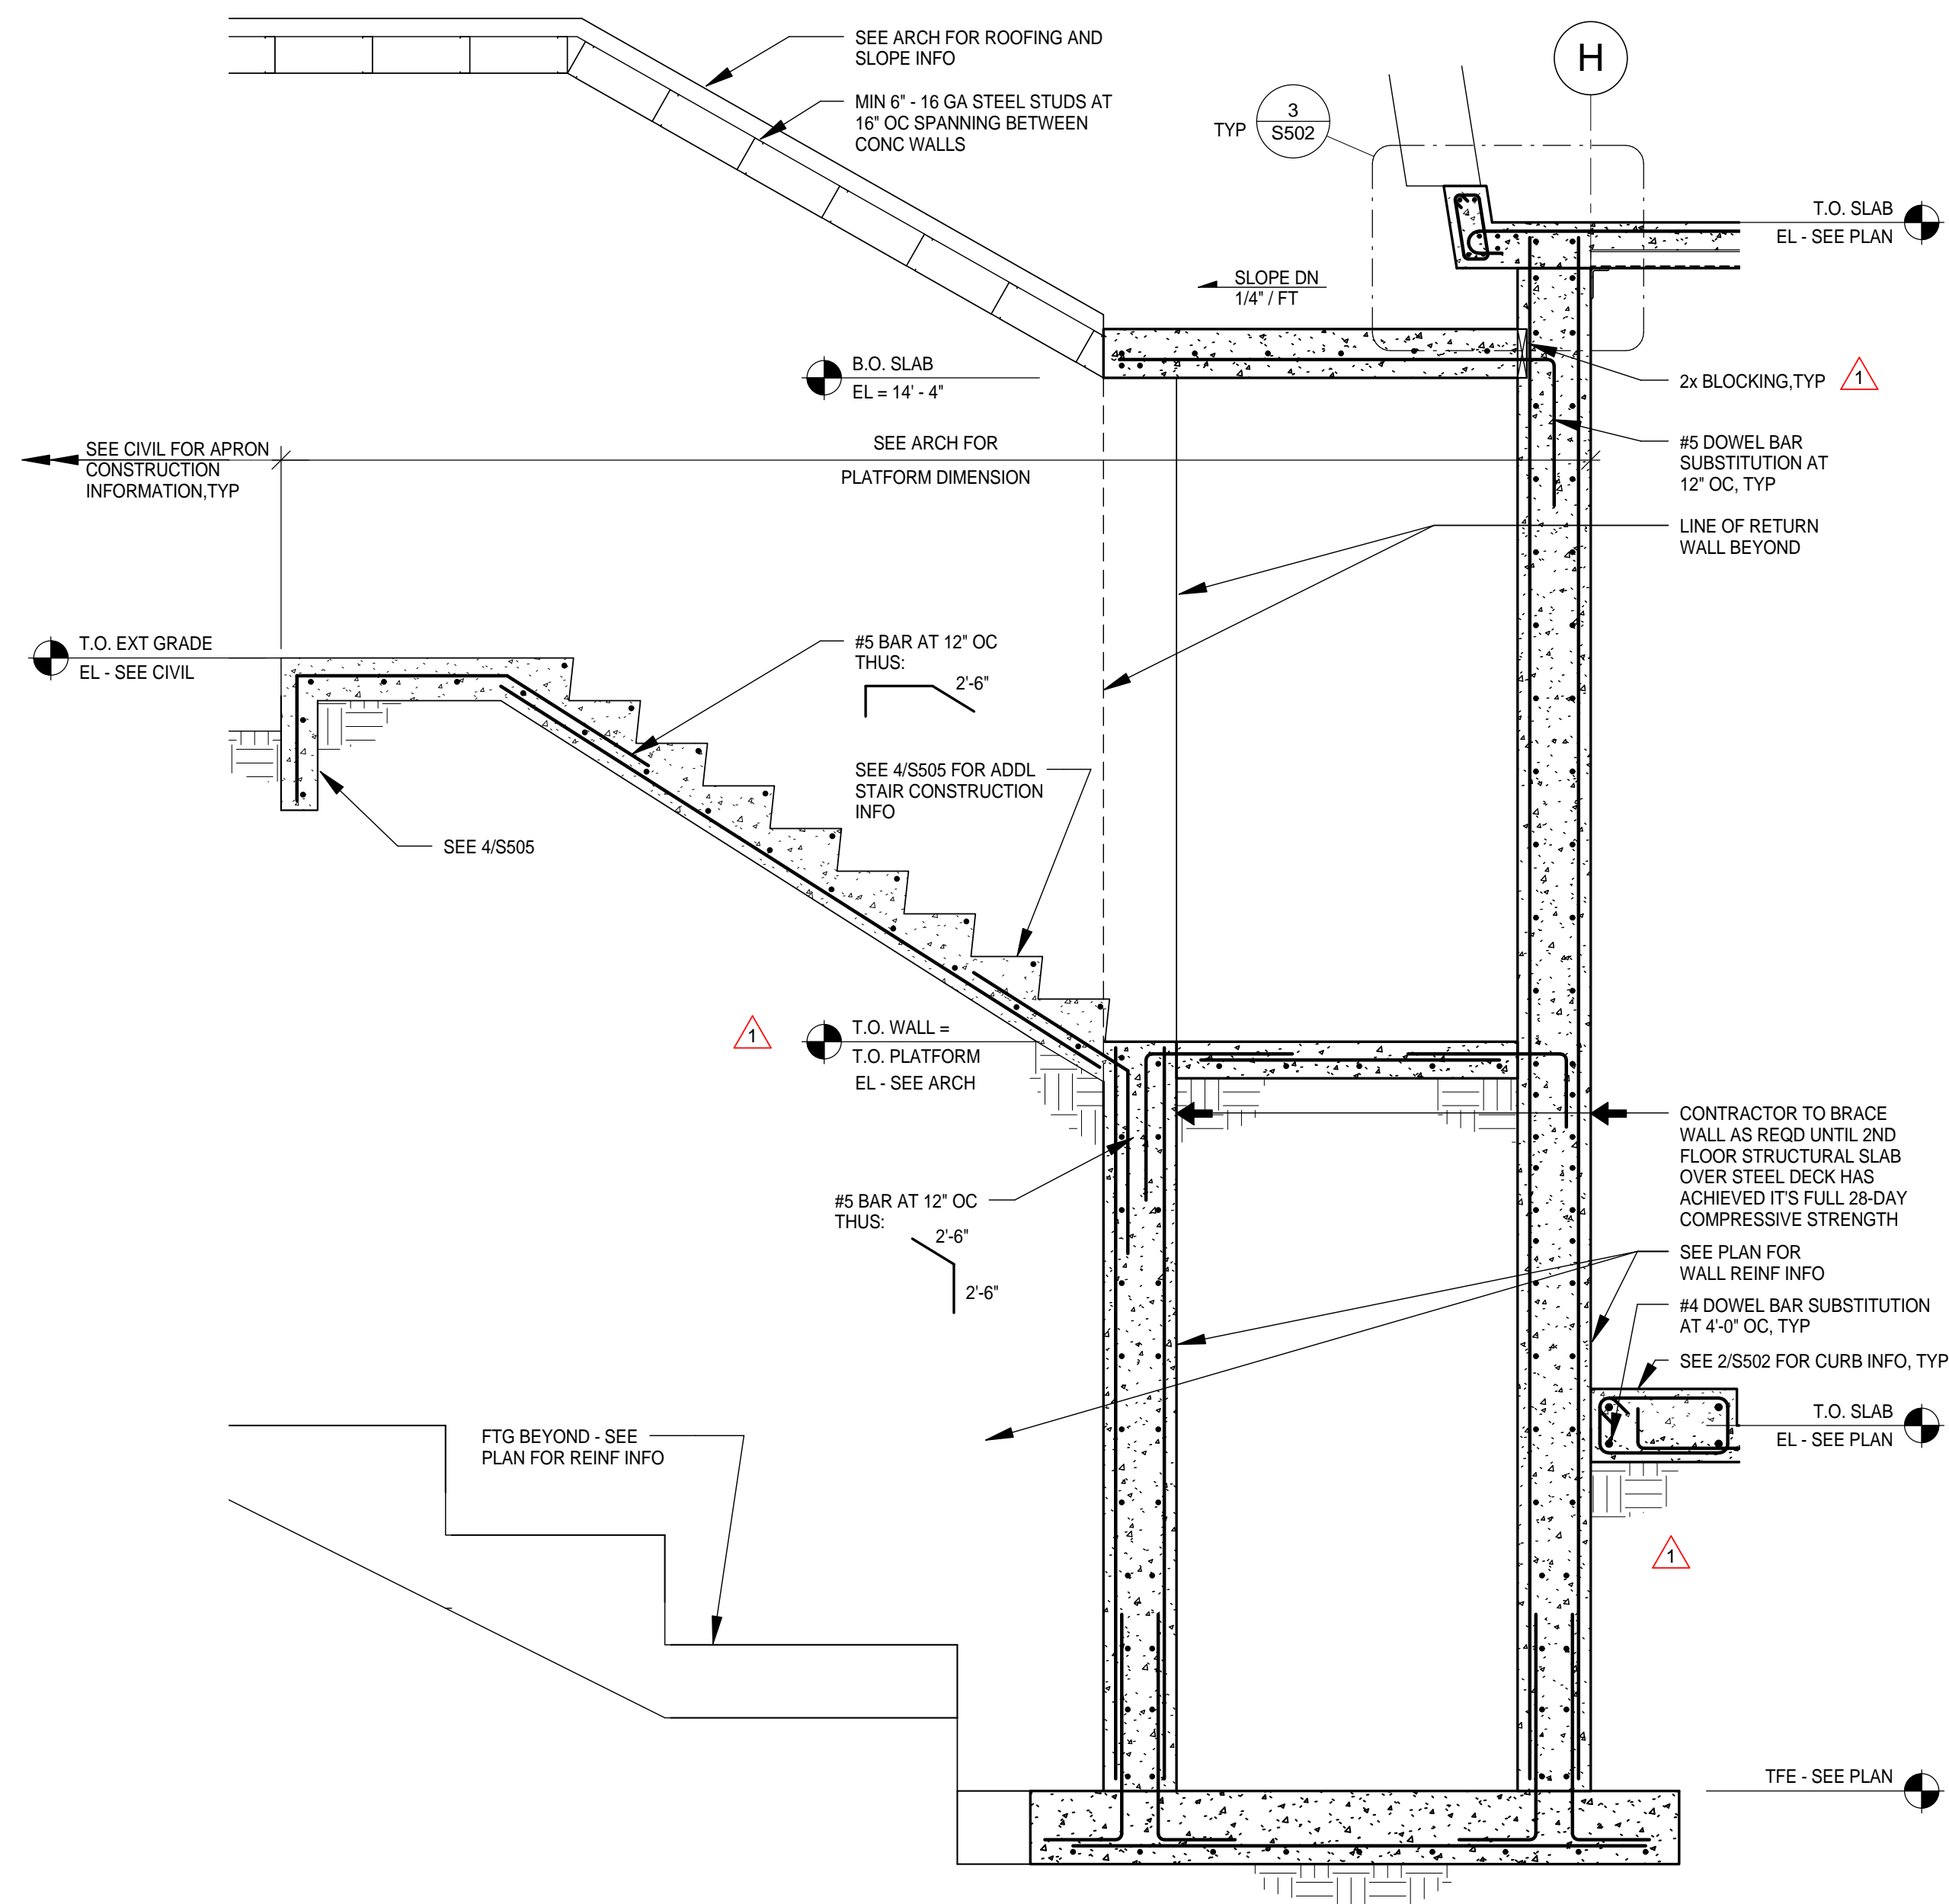 SEE ARCH FOR ROOFING AND
SLOPE INFO
MIN 6" - 16 GA STEEL STUDS AT
16" OC SPANNING BETWEEN
CONC WALLS
H
3
TYP
S502
T.O. SLAB
EL - SEE PLAN
SLOPE DN
1/4" / FT
B.O. SLAB
EL = 14' - 4"
2x BLOCKING,TYP
1
#5 DOWEL BAR
SUBSTITUTION AT
12" OC, TYP
SEE CIVIL FOR APRON
CONSTRUCTION
INFORMATION,TYP
SEE ARCH FOR
PLATFORM DIMENSION
LINE OF RETURN
WALL BEYOND
T.O. EXT GRADE
EL - SEE CIVIL
#5 BAR AT 12" OC
THUS:
2'-6"
SEE 4/S505 FOR ADDL
STAIR CONSTRUCTION
INFO
SEE 4/S505
1
T.O. WALL =
T.O. PLATFORM
EL - SEE ARCH
CONTRACTOR TO BRACE
WALL AS REQD UNTIL 2ND
FLOOR STRUCTURAL SLAB
OVER STEEL DECK HAS
ACHIEVED IT'S FULL 28-DAY
COMPRESSIVE STRENGTH
#5 BAR AT 12" OC
THUS:
2'-6"
2'-6"
SEE PLAN FOR
WALL REINF INFO
#4 DOWEL BAR SUBSTITUTION
AT 4'-0" OC, TYP
SEE 2/S502 FOR CURB INFO, TYP
T.O. SLAB
EL - SEE PLAN
FTG BEYOND - SEE
PLAN FOR REINF INFO
1
TFE - SEE PLAN